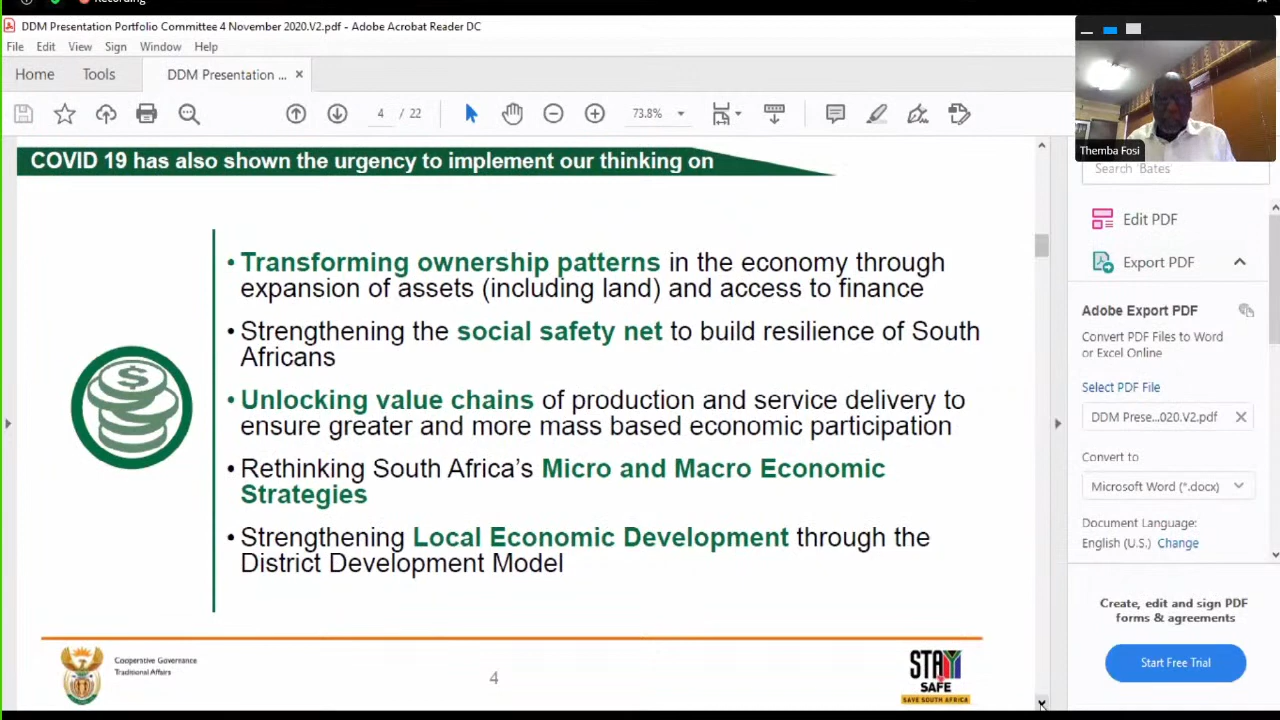 Recording
DDM Presentation Portfolio Committee 4 November 2020.V2.pdf - Adobe Acrobat Reader DC
File Edit View Sign Window Help
Home Tools DDM Presentation ... ×
4 / 22 73.8%
Themba Fosi
Search 'Bates'
COVID 19 has also shown the urgency to implement our thinking on
• Transforming ownership patterns in the economy through
expansion of assets (including land) and access to finance
• Strengthening the social safety net to build resilience of South
Africans
• Unlocking value chains of production and service delivery to
ensure greater and more mass based economic participation
• Rethinking South Africa's Micro and Macro Economic
Strategies
• Strengthening Local Economic Development through the
District Development Model
$
Cooperative Governance
Traditional Affairs
4
STAY
SAFE
SAVE SOUTH AFRICA
Edit PDF
Export PDF
Adobe Export PDF
Convert PDF Files to Word
or Excel Online
Select PDF File
DDM Prese...020.V2.pdf
Convert to
Microsoft Word (*.docx)
Document Language:
English (U.S.) Change
Create, edit and sign PDF
forms & agreements
Start Free Trial